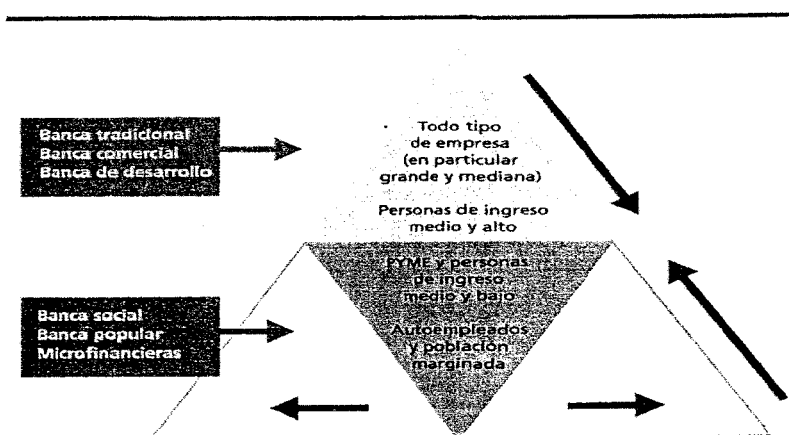 Banca tradicional
Banca comercial
Banca de desarrollo
Todo tipo
de empresa
(en particular
grande y mediana)
Personas de ingreso
medio y alto
PYME y personas
de ingreso
medio y bajo
Banca social
Banca popular
Microfinancieras
Autoempleados
y población
marginada